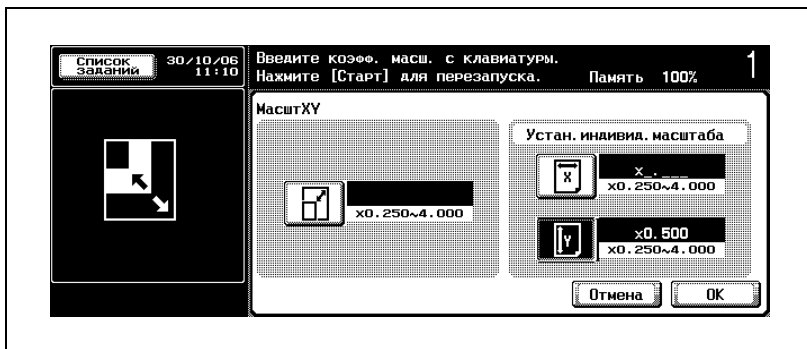 Список
заданий
30/10/06
11:10
Введите коэфф. масш. с клавиатуры.
Нажмите [Старт] для перезапуска.
Память 100%
1
МасштXY
x0.250~4.000
Устан. индивид. масштаба
X
x_.___
x0.250~4.000
Y
x0.500
x0.250~4.000
Отмена
OK